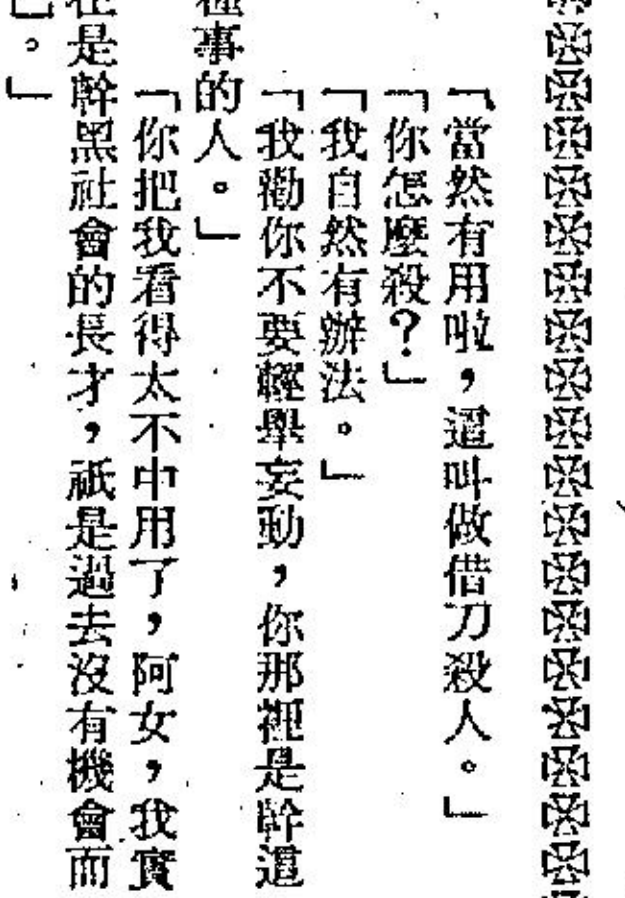 「當然有用啦，這叫做借刀殺人。」
「你怎麼殺？」
「我自然有辦法。」
「我勸你不要輕舉妄動，你那裡是幹這
種事的人。」
「你把我看得太不中用了，阿女，我實
在是幹黑社會的長才，祇是過去沒有機會而
已。」